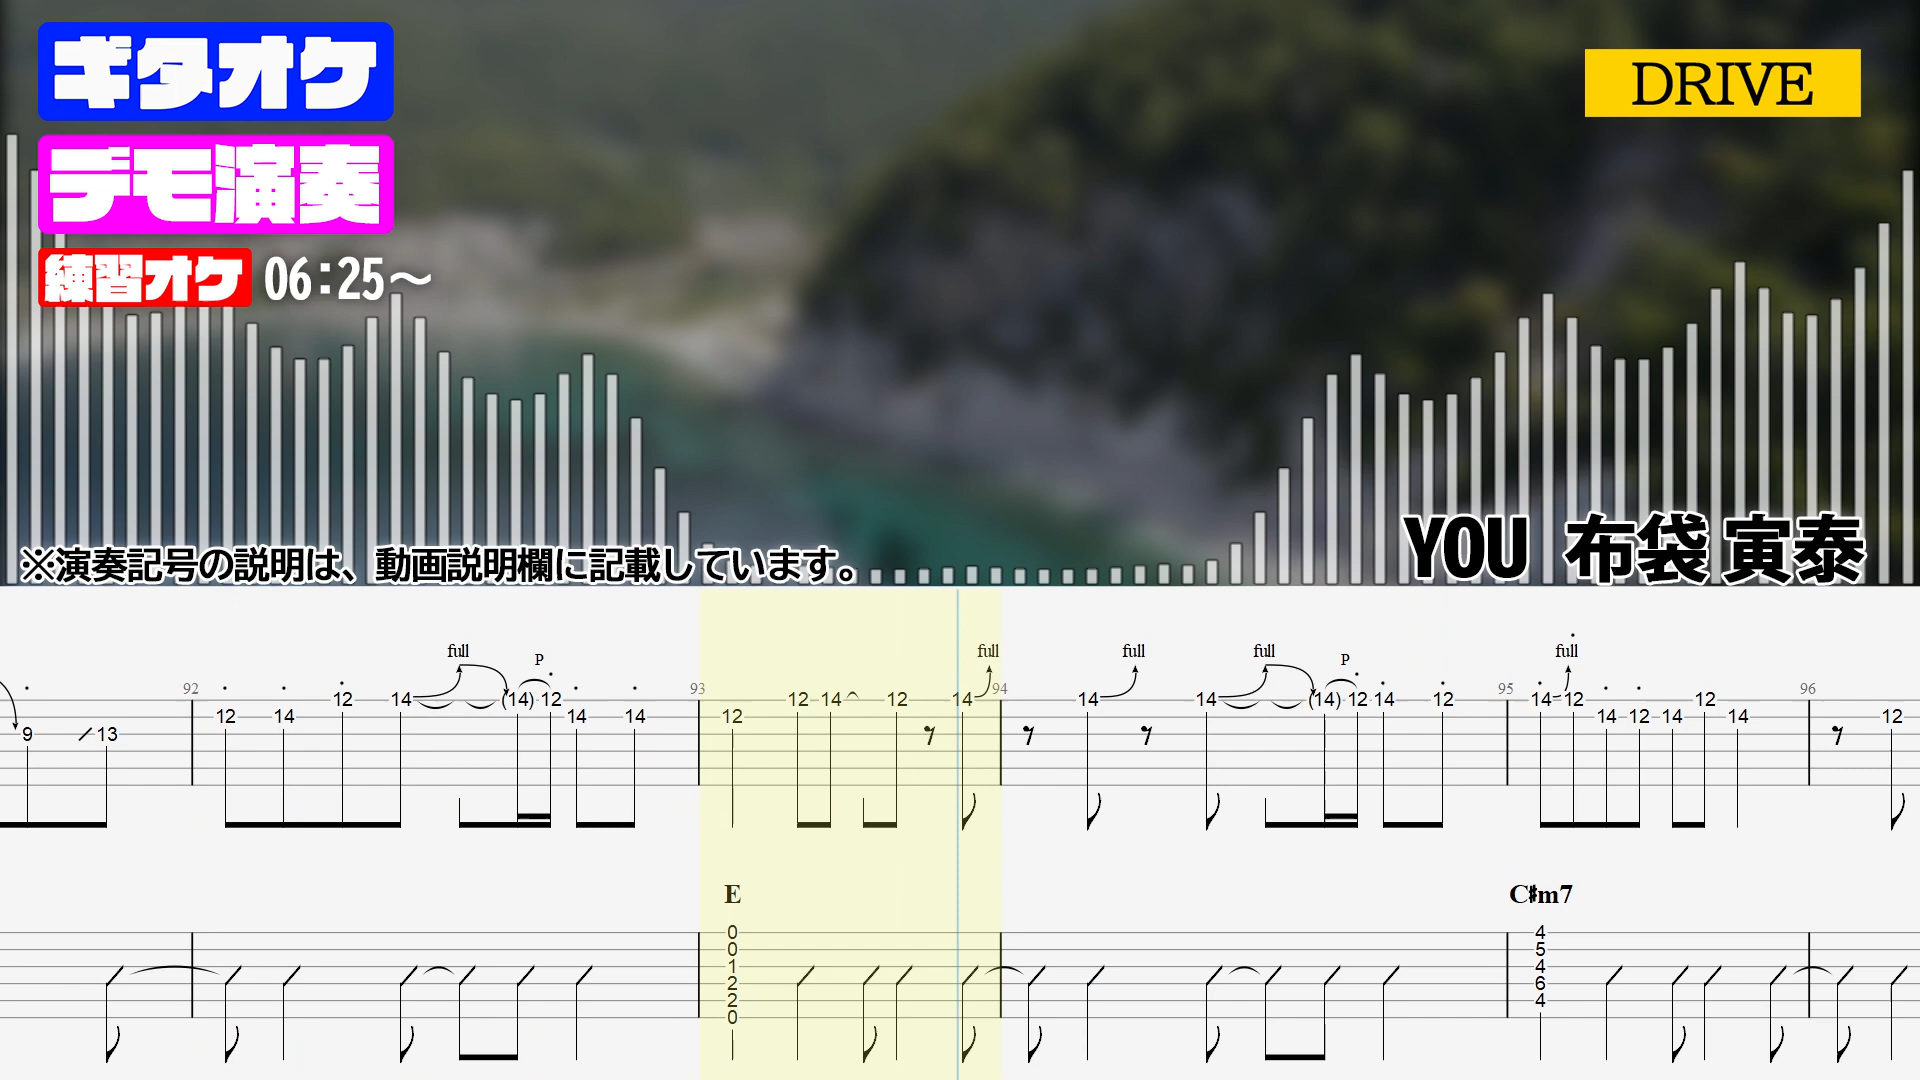 ギタオケ
DRIVE
デモ演奏
練習オケ 06:25～
※演奏記号の説明は、動画説明欄に記載しています。
YOU 布袋 寅泰
full P full full full P full
92 93 94 95 96
12 14 (14) 12 12 14 12 14 14 14 (14) 12 14 12 14 12 12
12 14 14 14 12 14 12 14 14 12
9 13
E C#m7
0 4
0 5
1 4
2 6
2 4
0